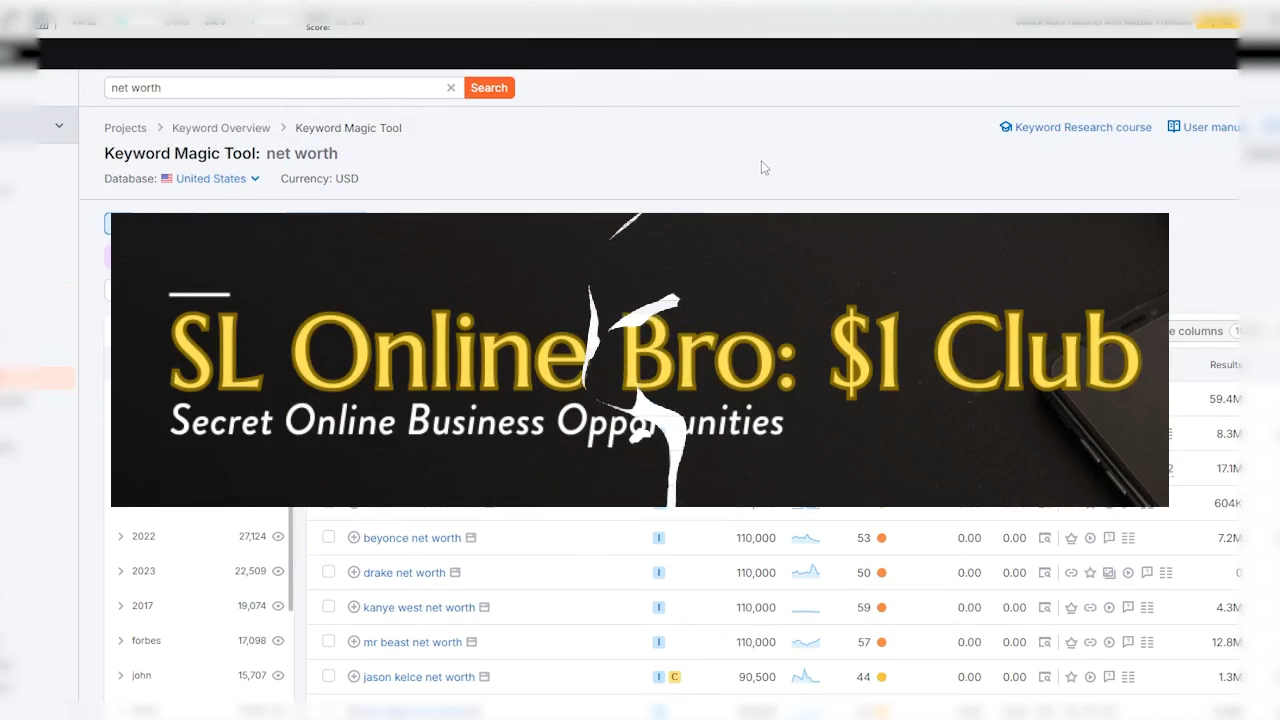 Score:
net worth
Search
Projects
Keyword Overview
Keyword Magic Tool
Keyword Research course
User manu
Keyword Magic Tool: net worth
Database: United States
Currency: USD
SL Online Bro: $1 Club
Secret Online Business Opportunities
e columns
Results
59.4M
8.3M
17.1M
604K
2022 27,124
beyonce net worth I 110,000 53 0.00 0.00 7.2M
2023 22,509
drake net worth I 110,000 50 0.00 0.00 0
2017 19,074
kanye west net worth I 110,000 59 0.00 0.00 4.3M
forbes 17,098
mr beast net worth I 110,000 57 0.00 0.00 12.8M
john 15,707
jason kelce net worth I C 90,500 44 0.00 0.00 1.3M